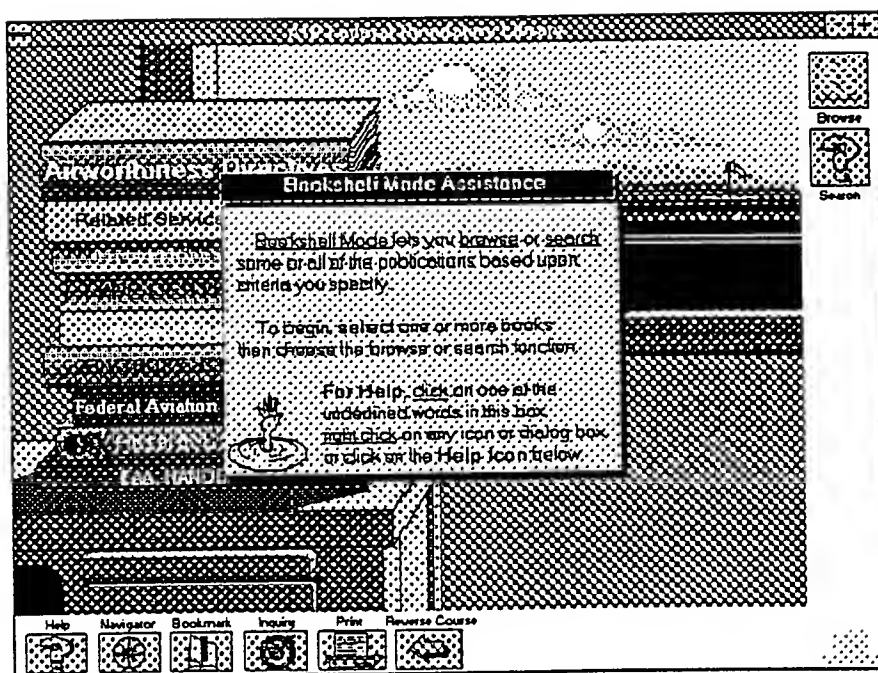 ATP Federal Regulatory Library
Browse
Search
Airworthiness
Related Service
Bookshelf Mode Assistance
Bookshelf Mode lets you browse or search
some or all of the publications based upon
criteria you specify.
To begin, select one or more books
then choose the browse or search function.
For Help, click on one of the
underlined words in this box,
right click on any icon or dialog box,
or click on the Help Icon below.
Federal Aviation
Help Navigator Bookmark Inquiry Print Reverse Course